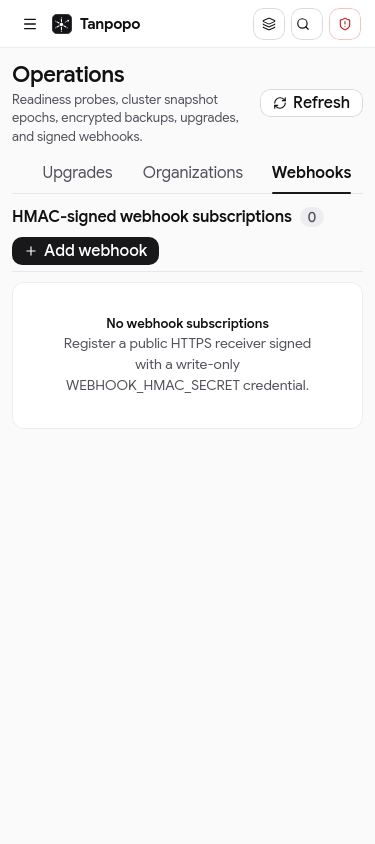 Tanpopo
Operations
Readiness probes, cluster snapshot
epochs, encrypted backups, upgrades,
and signed webhooks.
Refresh
Upgrades
Organizations
Webhooks
HMAC-signed webhook subscriptions 0
+ Add webhook
No webhook subscriptions
Register a public HTTPS receiver signed
with a write-only
WEBHOOK_HMAC_SECRET credential.